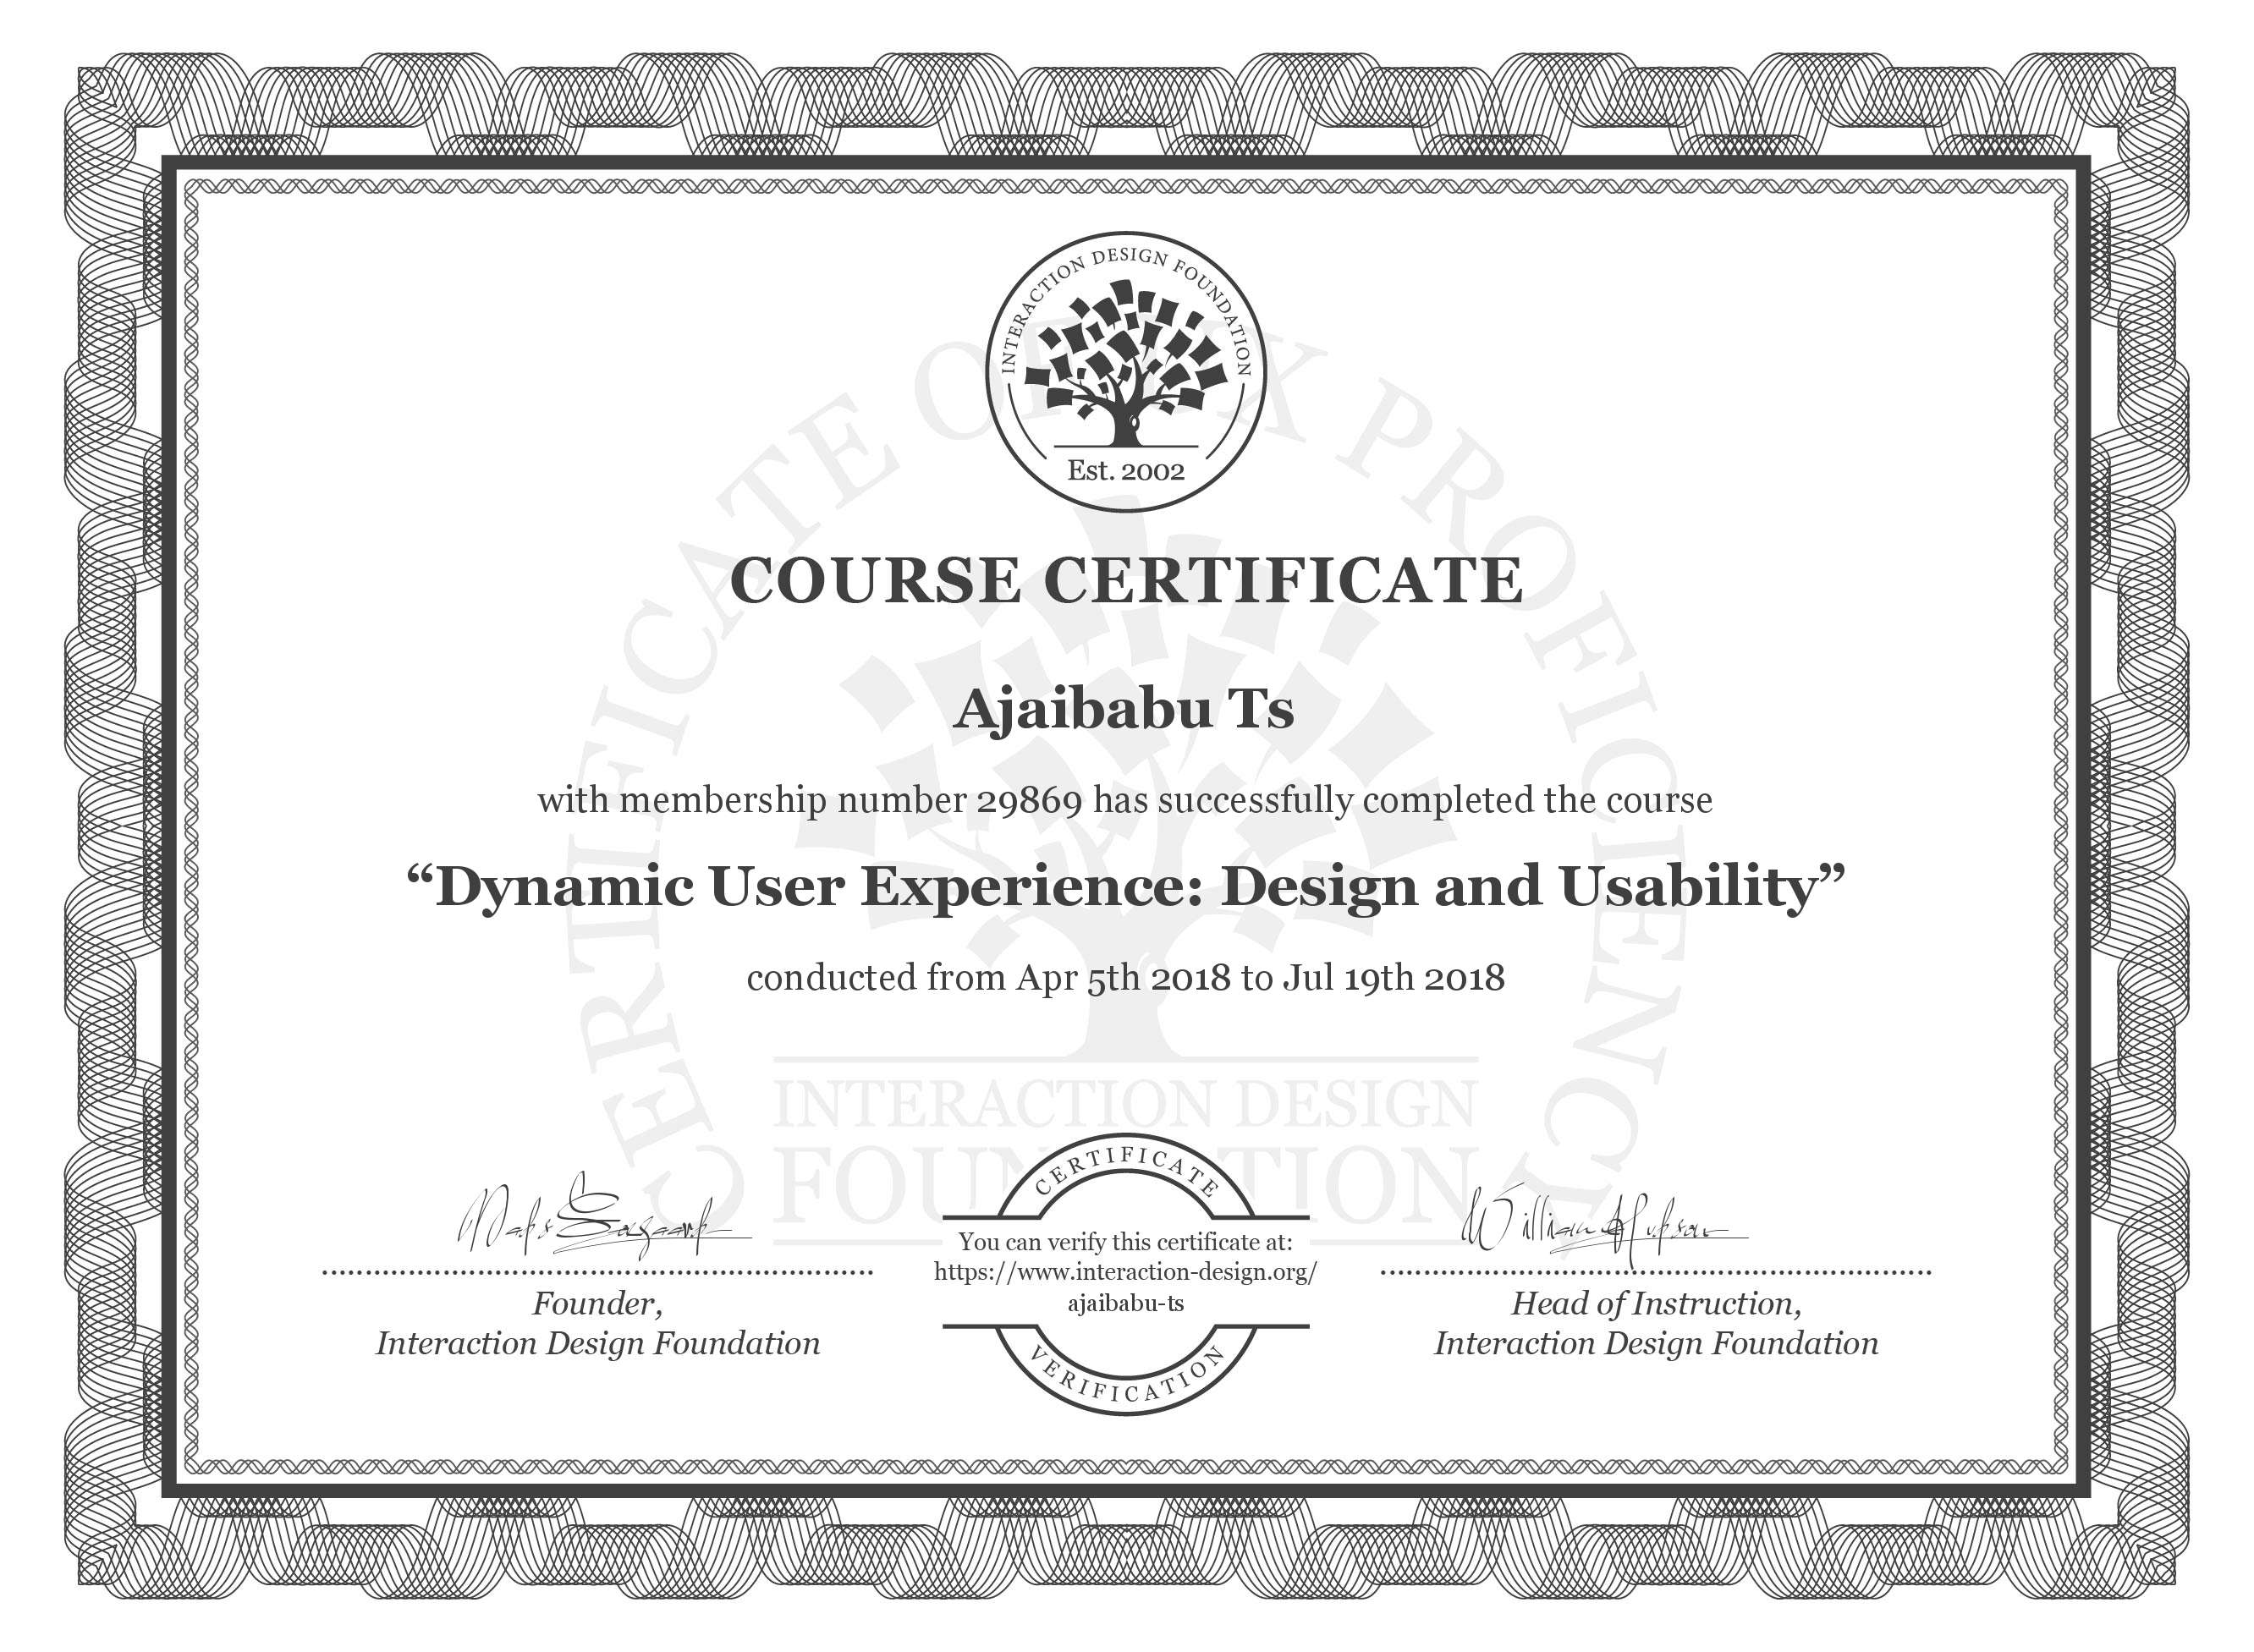 INTERACTION DESIGN FOUNDATION
Est. 2002
CERTIFICATE OF UX PROFICIENCY
COURSE CERTIFICATE
Ajaibabu Ts
with membership number 29869 has successfully completed the course
“Dynamic User Experience: Design and Usability”
conducted from Apr 5th 2018 to Jul 19th 2018
INTERACTION DESIGN
FOUNDATION
Founder,
Interaction Design Foundation
CERTIFICATE
You can verify this certificate at:
https://www.interaction-design.org/
ajaibabu-ts
VERIFICATION
William Hudson
Head of Instruction,
Interaction Design Foundation